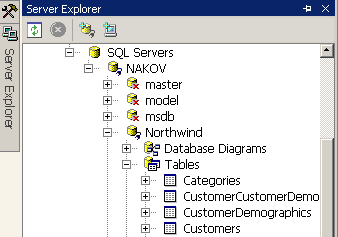 Server Explorer
Server Explorer
SQL Servers
NAKOV
master
model
msdb
Northwind
Database Diagrams
Tables
Categories
CustomerCustomerDemo
CustomerDemographics
Customers